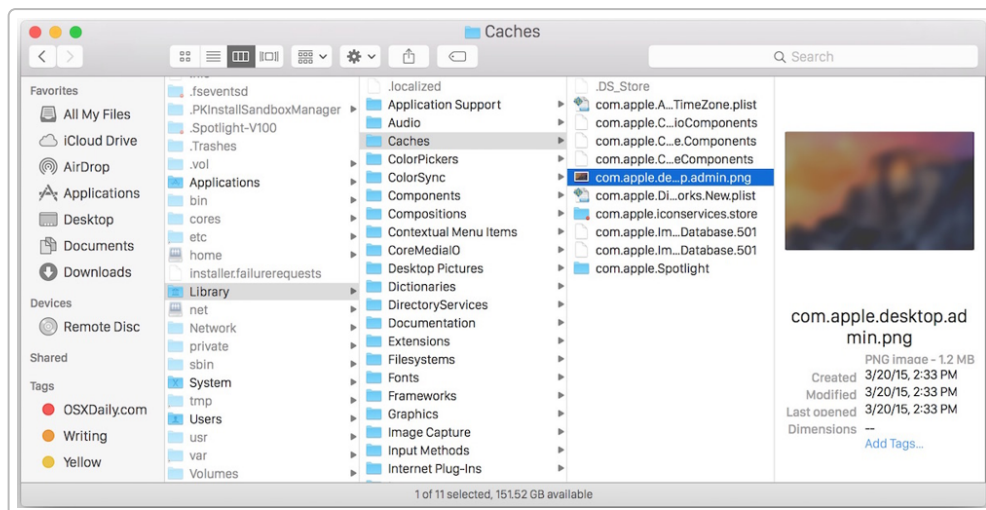 Caches
Search
Favorites
All My Files
iCloud Drive
AirDrop
Applications
Desktop
Documents
Downloads
Devices
Remote Disc
Shared
Tags
OSXDaily.com
Writing
Yellow
.fseventsd
.PKInstallSandboxManager
.Spotlight-V100
.Trashes
.vol
Applications
bin
cores
etc
home
installer.failurerequests
Library
net
Network
private
sbin
System
tmp
Users
usr
var
Volumes
.localized
Application Support
Audio
Caches
ColorPickers
ColorSync
Components
Compositions
Contextual Menu Items
CoreMediaIO
Desktop Pictures
Dictionaries
DirectoryServices
Documentation
Extensions
Filesystems
Fonts
Frameworks
Graphics
Image Capture
Input Methods
Internet Plug-Ins
.DS_Store
com.apple.A...TimeZone.plist
com.apple.C...ioComponents
com.apple.C...e.Components
com.apple.C...eComponents
com.apple.de...p.admin.png
com.apple.Di...orks.New.plist
com.apple.iconservices.store
com.apple.Im...Database.501
com.apple.Im...Database.501
com.apple.Spotlight
com.apple.desktop.ad
min.png
PNG image - 1.2 MB
Created 3/20/15, 2:33 PM
Modified 3/20/15, 2:33 PM
Last opened 3/20/15, 2:33 PM
Dimensions --
Add Tags...
1 of 11 selected, 151.52 GB available